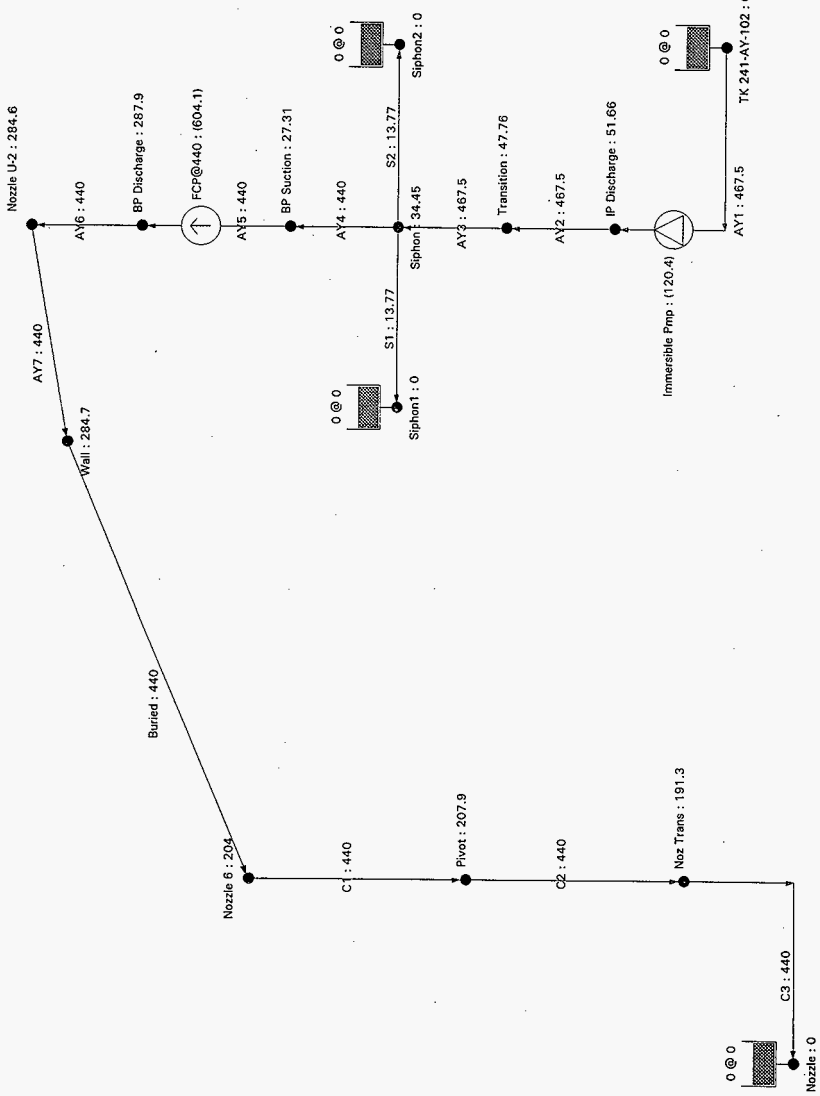 Nozzle U-2 : 284.6
AY6 : 440
BP Discharge : 287.9
FCP@440 : (604.1)
AY5 : 440
BP Suction : 27.31
AY4 : 440
Siphon : 34.45
AY3 : 467.5
Transition : 47.76
AY2 : 467.5
IP Discharge : 51.66
Immersible Pmp : (120.4)
AY1 : 467.5
TK 241-AY-102 :
0 @ 0
S2 : 13.77
Siphon2 : 0
0 @ 0
S1 : 13.77
Siphon1 : 0
0 @ 0
AY7 : 440
Wall : 284.7
Buried : 440
Nozzle 6 : 204
C1 : 440
Pivot : 207.9
C2 : 440
Noz Trans : 191.3
C3 : 440
Nozzle : 0
0 @ 0